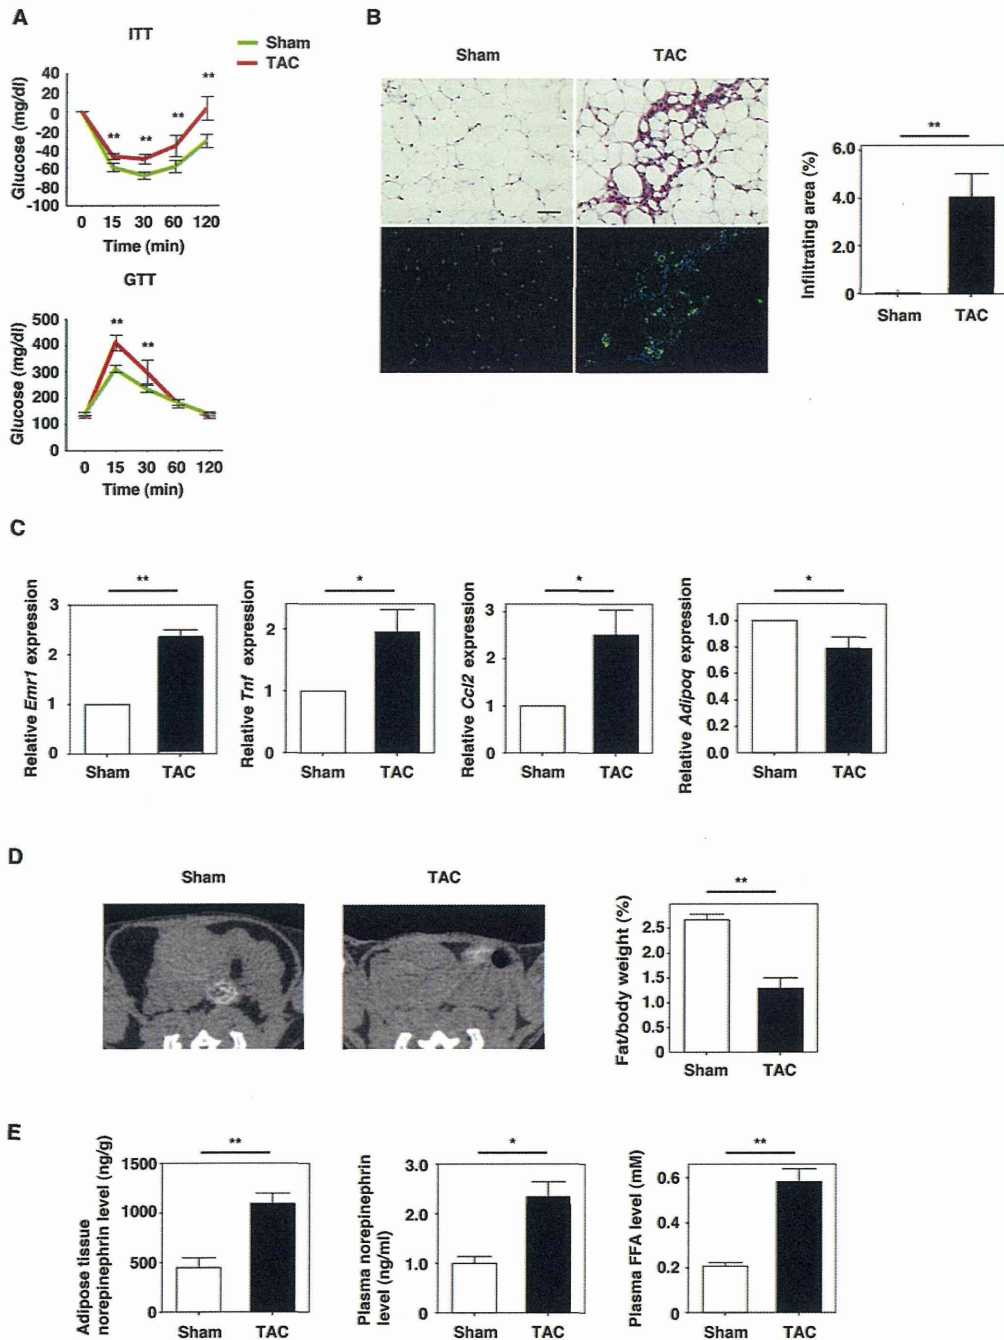 A
ITT
Sham
TAC
Glucose (mg/dl)
40
20
0
-20
-40
-60
-80
-100
**
**
**
**
0 15 30 60 120
Time (min)
GTT
Glucose (mg/dl)
500
400
300
200
100
0
**
**
0 15 30 60 120
Time (min)
B
Sham TAC
Infiltrating area (%)
6.0
4.0
2.0
0
**
Sham TAC
C
Relative Emr1 expression
3
2
1
0
**
Sham TAC
Relative Tnf expression
2
1
0
*
Sham TAC
Relative Ccl2 expression
3
2
1
0
*
Sham TAC
Relative Adipoq expression
1.0
0.8
0.6
0.4
0.2
0.0
*
Sham TAC
D
Sham TAC
Fat/body weight (%)
2.5
2.0
1.5
1.0
0.5
0
**
Sham TAC
E
Adipose tissue
norepinephrin level (ng/g)
1500
1000
500
0
**
Sham TAC
Plasma norepinephrin
level (ng/ml)
3.0
2.0
1.0
0
*
Sham TAC
Plasma FFA level (mM)
0.6
0.4
0.2
0
**
Sham TAC